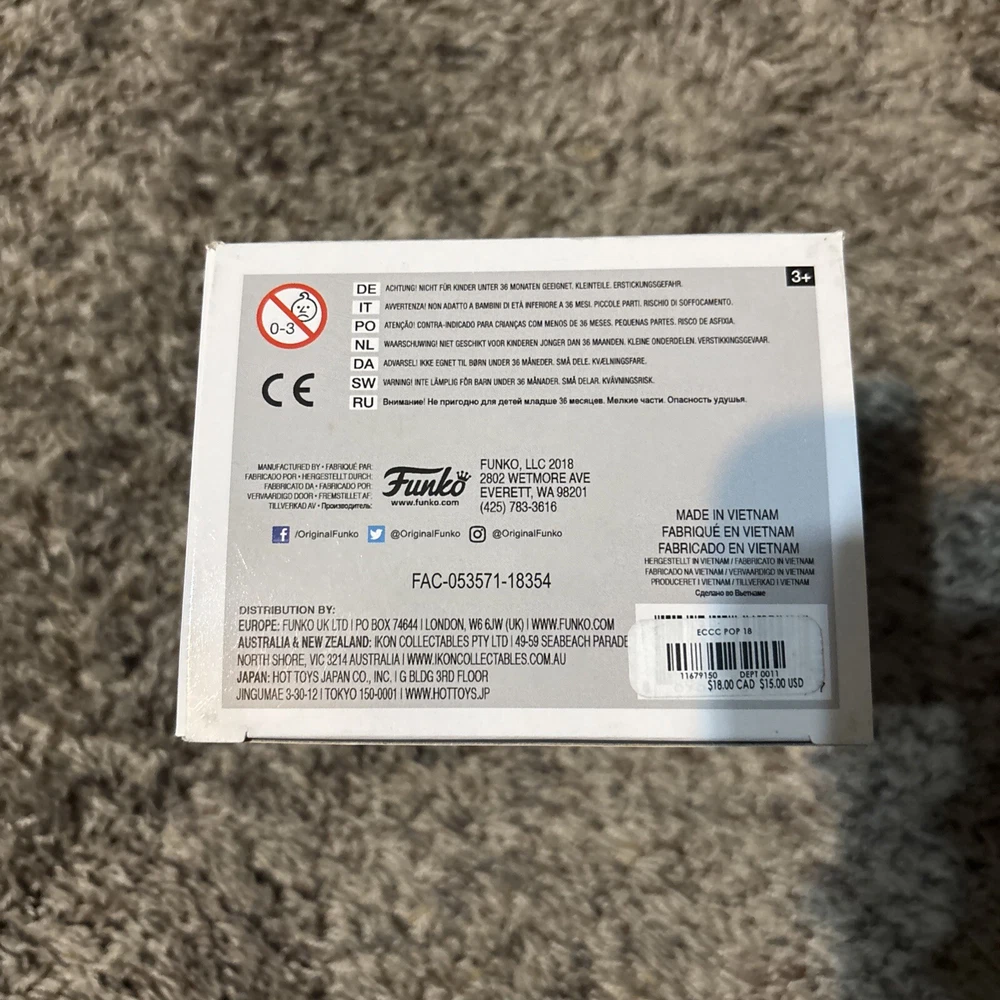 3+
0-3
DE ACHTUNG! NICHT FÜR KINDER UNTER 36 MONATEN GEEIGNET. KLEINTEILE. ERSTICKUNGSGEFAHR.
IT AVVERTENZA! NON ADATTO A BAMBINI DI ETÀ INFERIORE A 36 MESI. PICCOLE PARTI. RISCHIO DI SOFFOCAMENTO.
PO ATENÇÃO! CONTRA-INDICADO PARA CRIANÇAS COM MENOS DE 36 MESES. PEQUENAS PARTES. RISCO DE ASFIXIA.
NL WAARSCHUWING! NIET GESCHIKT VOOR KINDEREN JONGER DAN 36 MAANDEN. KLEINE ONDERDELEN. VERSTIKKINGSGEVAAR.
DA ADVARSEL! IKKE EGNET TIL BØRN UNDER 36 MÅNEDER. SMÅ DELE. KVÆLNINGSFARE.
SW VARNING! INTE LÄMPLIG FÖR BARN UNDER 36 MÅNADER. SMÅ DELAR. KVÄVNINGSRISK.
RU Внимание! Не пригодно для детей младше 36 месяцев. Мелкие части. Опасность удушья.
CE
MANUFACTURED BY • FABRIQUÉ PAR:
FABRICADO POR • HERGESTELLT DURCH:
FABBRICATO DA • FABRICADO POR:
VERVAARDIGD DOOR • FREMSTILLET AF:
TILLVERKAD AV • Производитель:
Funko
www.funko.com
FUNKO, LLC 2018
2802 WETMORE AVE
EVERETT, WA 98201
(425) 783-3616
/OriginalFunko @OriginalFunko @OriginalFunko
MADE IN VIETNAM
FABRIQUÉ EN VIETNAM
FABRICADO EN VIETNAM
HERGESTELLT IN VIETNAM / FABBRICATO IN VIETNAM
FABRICADO NA VIETNAM / VERVAARDIGD IN VIETNAM
PRODUCERET I VIETNAM / TILLVERKAD I VIETNAM
Сделано во Вьетнаме
FAC-053571-18354
DISTRIBUTION BY:
EUROPE: FUNKO UK LTD | PO BOX 74644 | LONDON, W6 6JW (UK) | WWW.FUNKO.COM
AUSTRALIA & NEW ZEALAND: IKON COLLECTABLES PTY LTD | 49-59 SEABEACH PARADE
NORTH SHORE, VIC 3214 AUSTRALIA | WWW.IKONCOLLECTABLES.COM.AU
JAPAN: HOT TOYS JAPAN CO., INC. | G BLDG 3RD FLOOR
JINGUMAE 3-30-12 | TOKYO 150-0001 | WWW.HOTTOYS.JP
ECCC POP 18
11679150 DEPT 0011
$18.00 CAD $15.00 USD